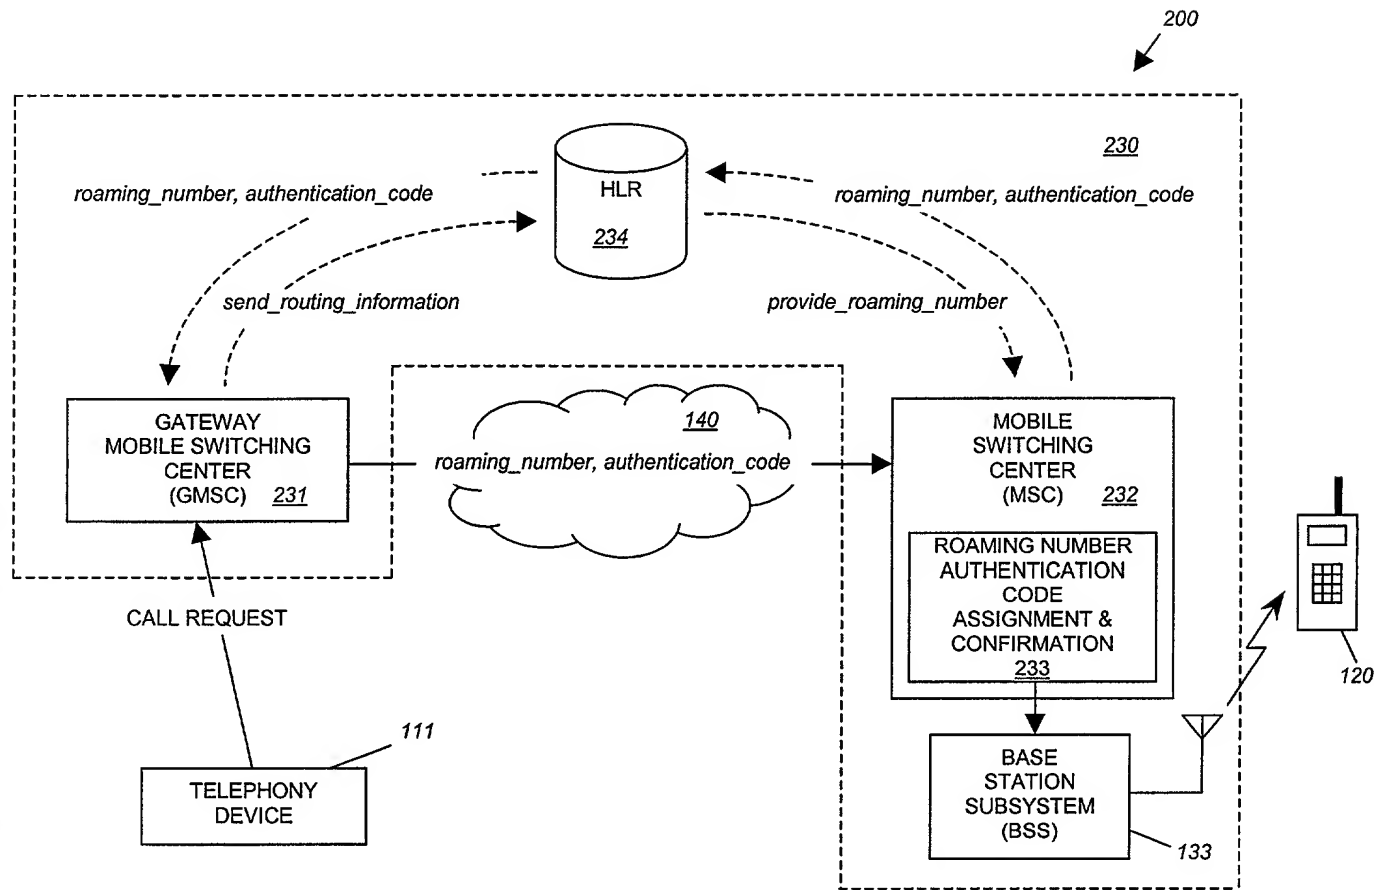 200
230
HLR
234
roaming_number, authentication_code
roaming_number, authentication_code
send_routing_information
provide_roaming_number
GATEWAY
MOBILE SWITCHING
CENTER
(GMSC) 231
140
roaming_number, authentication_code
MOBILE
SWITCHING
CENTER
(MSC) 232
ROAMING NUMBER
AUTHENTICATION
CODE
ASSIGNMENT &
CONFIRMATION
233
120
CALL REQUEST
111
TELEPHONY
DEVICE
BASE
STATION
SUBSYSTEM
(BSS)
133